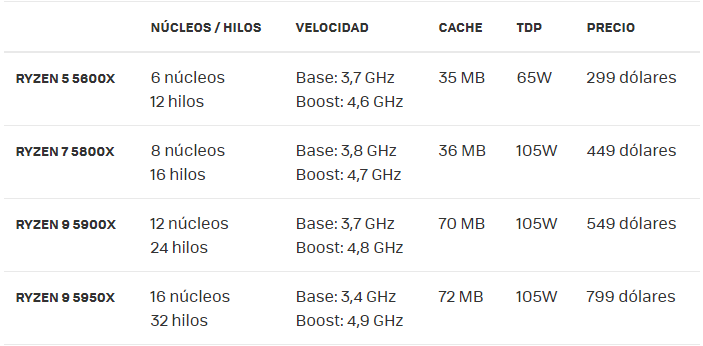 NÚCLEOS / HILOS VELOCIDAD CACHE TDP PRECIO
RYZEN 5 5600X 6 núcleos Base: 3,7 GHz 35 MB 65W 299 dólares
12 hilos Boost: 4,6 GHz
RYZEN 7 5800X 8 núcleos Base: 3,8 GHz 36 MB 105W 449 dólares
16 hilos Boost: 4,7 GHz
RYZEN 9 5900X 12 núcleos Base: 3,7 GHz 70 MB 105W 549 dólares
24 hilos Boost: 4,8 GHz
RYZEN 9 5950X 16 núcleos Base: 3,4 GHz 72 MB 105W 799 dólares
32 hilos Boost: 4,9 GHz